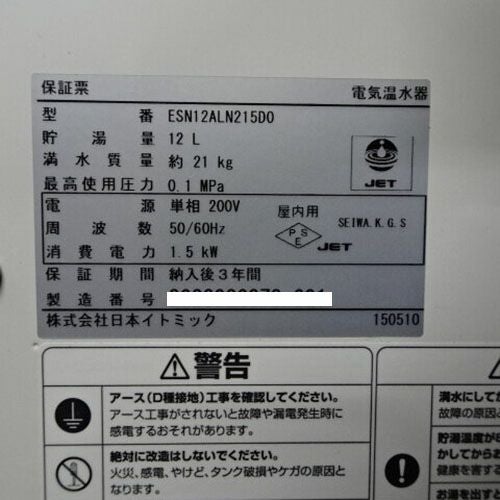 保証票 電気温水器
型番 ESN12ALN215D0
貯湯量 12 L
満水質量 約 21 kg
最高使用圧力 0.1 MPa
JET
電源 単相 200V
周波数 50/60Hz
消費電力 1.5 kW
屋内用
PSE JET
SEIWA.K.G.S
保証期間 納入後3年間
製造番号
株式会社日本イトミック 150510
警告
アース(D種接地)工事を確認してください。
アース工事がされないと故障や漏電発生時に
感電するおそれがあります。
絶対に改造はしないでください。
火災、感電、やけど、タンク破損やケガの原因と
なります。
満水にして
故障の原因
貯湯温度が
かしてから
健康を害する
お湯を出すと